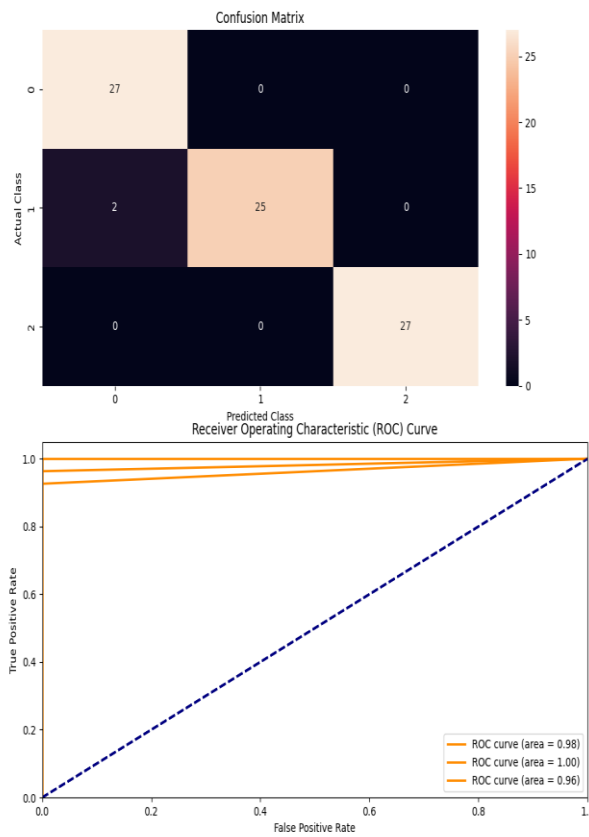 Confusion Matrix
0 27 0 0
1 2 25 0
2 0 0 27
Actual Class
0 1 2
Predicted Class
25
20
15
10
5
0
Receiver Operating Characteristic (ROC) Curve
1.0
0.8
0.6
0.4
0.2
0.0
True Positive Rate
ROC curve (area = 0.98)
ROC curve (area = 1.00)
ROC curve (area = 0.96)
0.0 0.2 0.4 0.6 0.8 1.
False Positive Rate